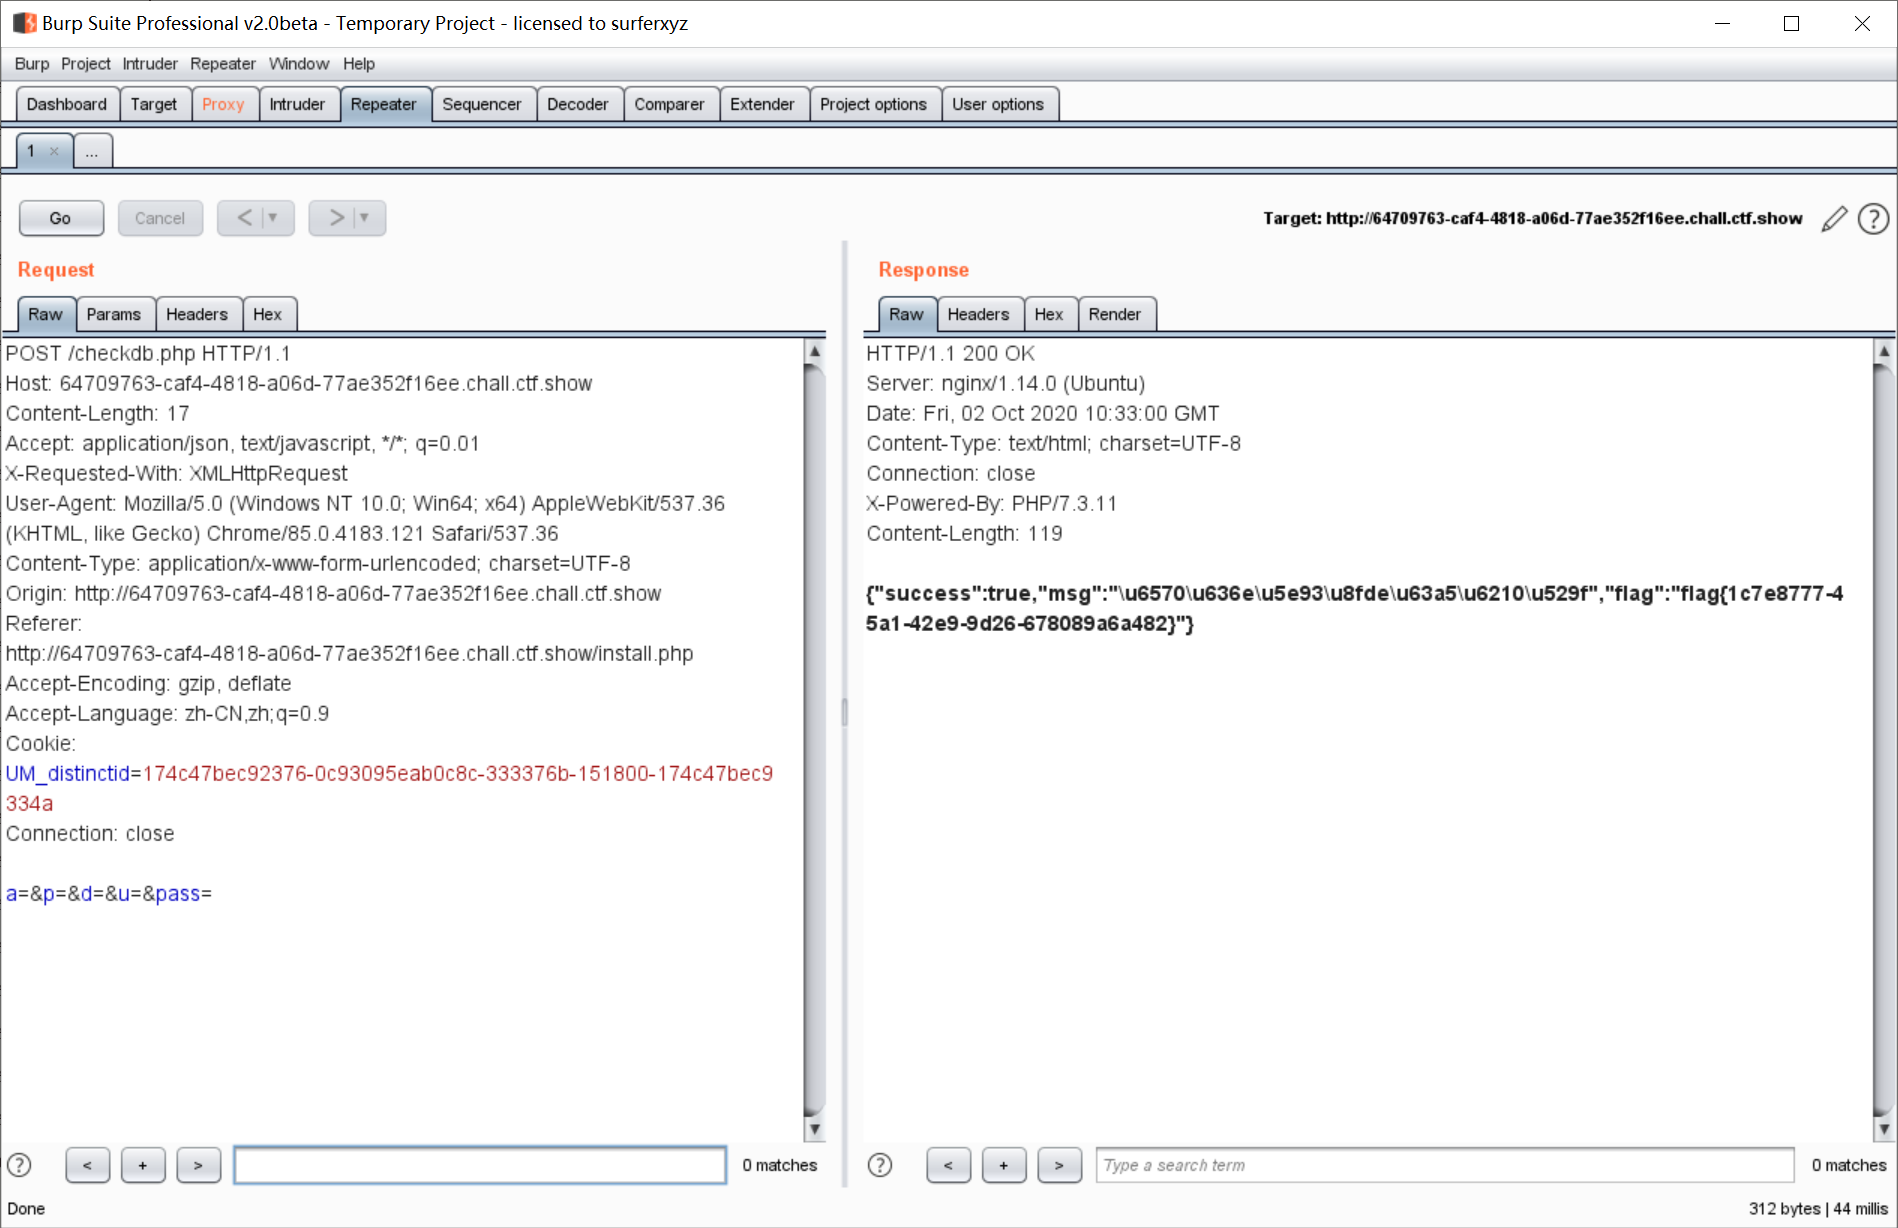 Burp Suite Professional v2.0beta - Temporary Project - licensed to surferxyz
Burp Project Intruder Repeater Window Help
Dashboard Target Proxy Intruder Repeater Sequencer Decoder Comparer Extender Project options User options
1 × ...
Go Cancel < ▼ > ▼ Target: http://64709763-caf4-4818-a06d-77ae352f16ee.chall.ctf.show ?
Request
Raw Params Headers Hex
POST /checkdb.php HTTP/1.1
Host: 64709763-caf4-4818-a06d-77ae352f16ee.chall.ctf.show
Content-Length: 17
Accept: application/json, text/javascript, */*; q=0.01
X-Requested-With: XMLHttpRequest
User-Agent: Mozilla/5.0 (Windows NT 10.0; Win64; x64) AppleWebKit/537.36
(KHTML, like Gecko) Chrome/85.0.4183.121 Safari/537.36
Content-Type: application/x-www-form-urlencoded; charset=UTF-8
Origin: http://64709763-caf4-4818-a06d-77ae352f16ee.chall.ctf.show
Referer:
http://64709763-caf4-4818-a06d-77ae352f16ee.chall.ctf.show/install.php
Accept-Encoding: gzip, deflate
Accept-Language: zh-CN,zh;q=0.9
Cookie:
UM_distinctid=174c47bec92376-0c93095eab0c8c-333376b-151800-174c47bec9
334a
Connection: close
a=&p=&d=&u=&pass=
? < + > 0 matches
Response
Raw Headers Hex Render
HTTP/1.1 200 OK
Server: nginx/1.14.0 (Ubuntu)
Date: Fri, 02 Oct 2020 10:33:00 GMT
Content-Type: text/html; charset=UTF-8
Connection: close
X-Powered-By: PHP/7.3.11
Content-Length: 119
{"success":true,"msg":"\u6570\u636e\u5e93\u8fde\u63a5\u6210\u529f","flag":"flag{1c7e8777-4
5a1-42e9-9d26-678089a6a482}"}
? < + > Type a search term 0 matches
Done 312 bytes | 44 millis